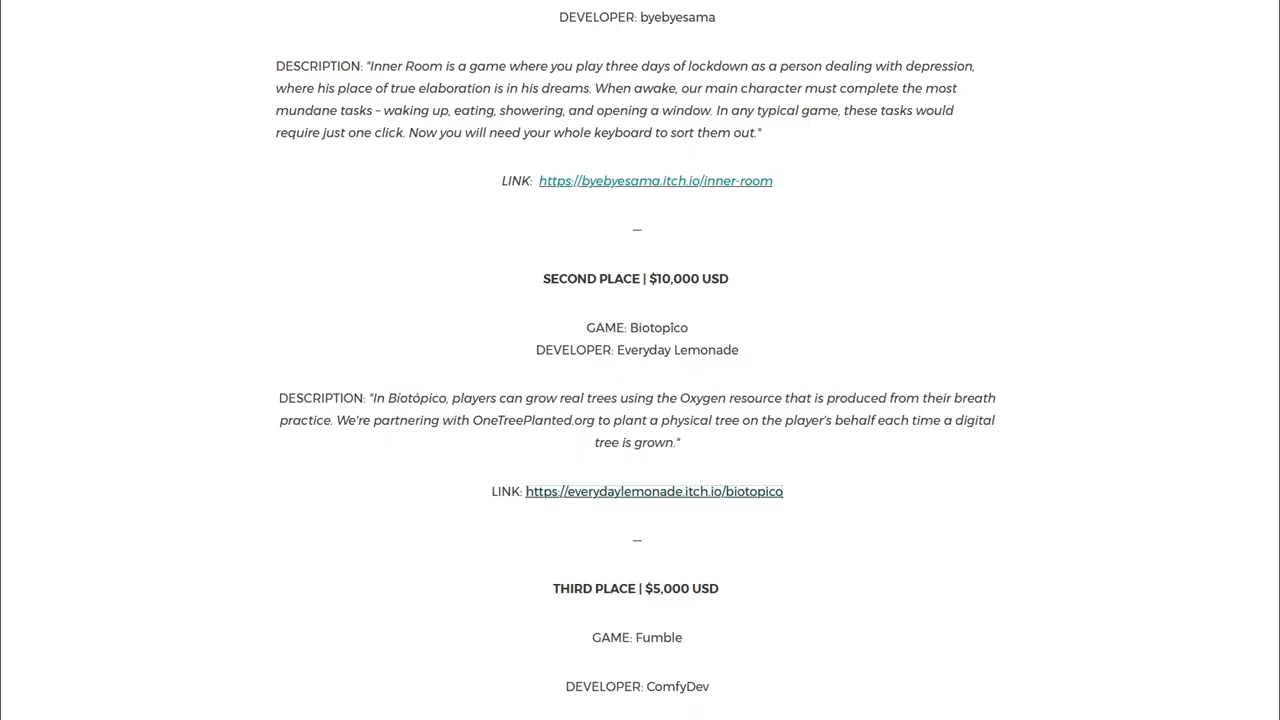 DEVELOPER: byebyesama
DESCRIPTION: "Inner Room is a game where you play three days of lockdown as a person dealing with depression,
where his place of true elaboration is in his dreams. When awake, our main character must complete the most
mundane tasks – waking up, eating, showering, and opening a window. In any typical game, these tasks would
require just one click. Now you will need your whole keyboard to sort them out."
LINK: https://byebyesama.itch.io/inner-room
—
SECOND PLACE | $10,000 USD
GAME: Biotopîco
DEVELOPER: Everyday Lemonade
DESCRIPTION: "In Biotópico, players can grow real trees using the Oxygen resource that is produced from their breath
practice. We're partnering with OneTreePlanted.org to plant a physical tree on the player's behalf each time a digital
tree is grown."
LINK: https://everydaylemonade.itch.io/biotopico
—
THIRD PLACE | $5,000 USD
GAME: Fumble
DEVELOPER: ComfyDev